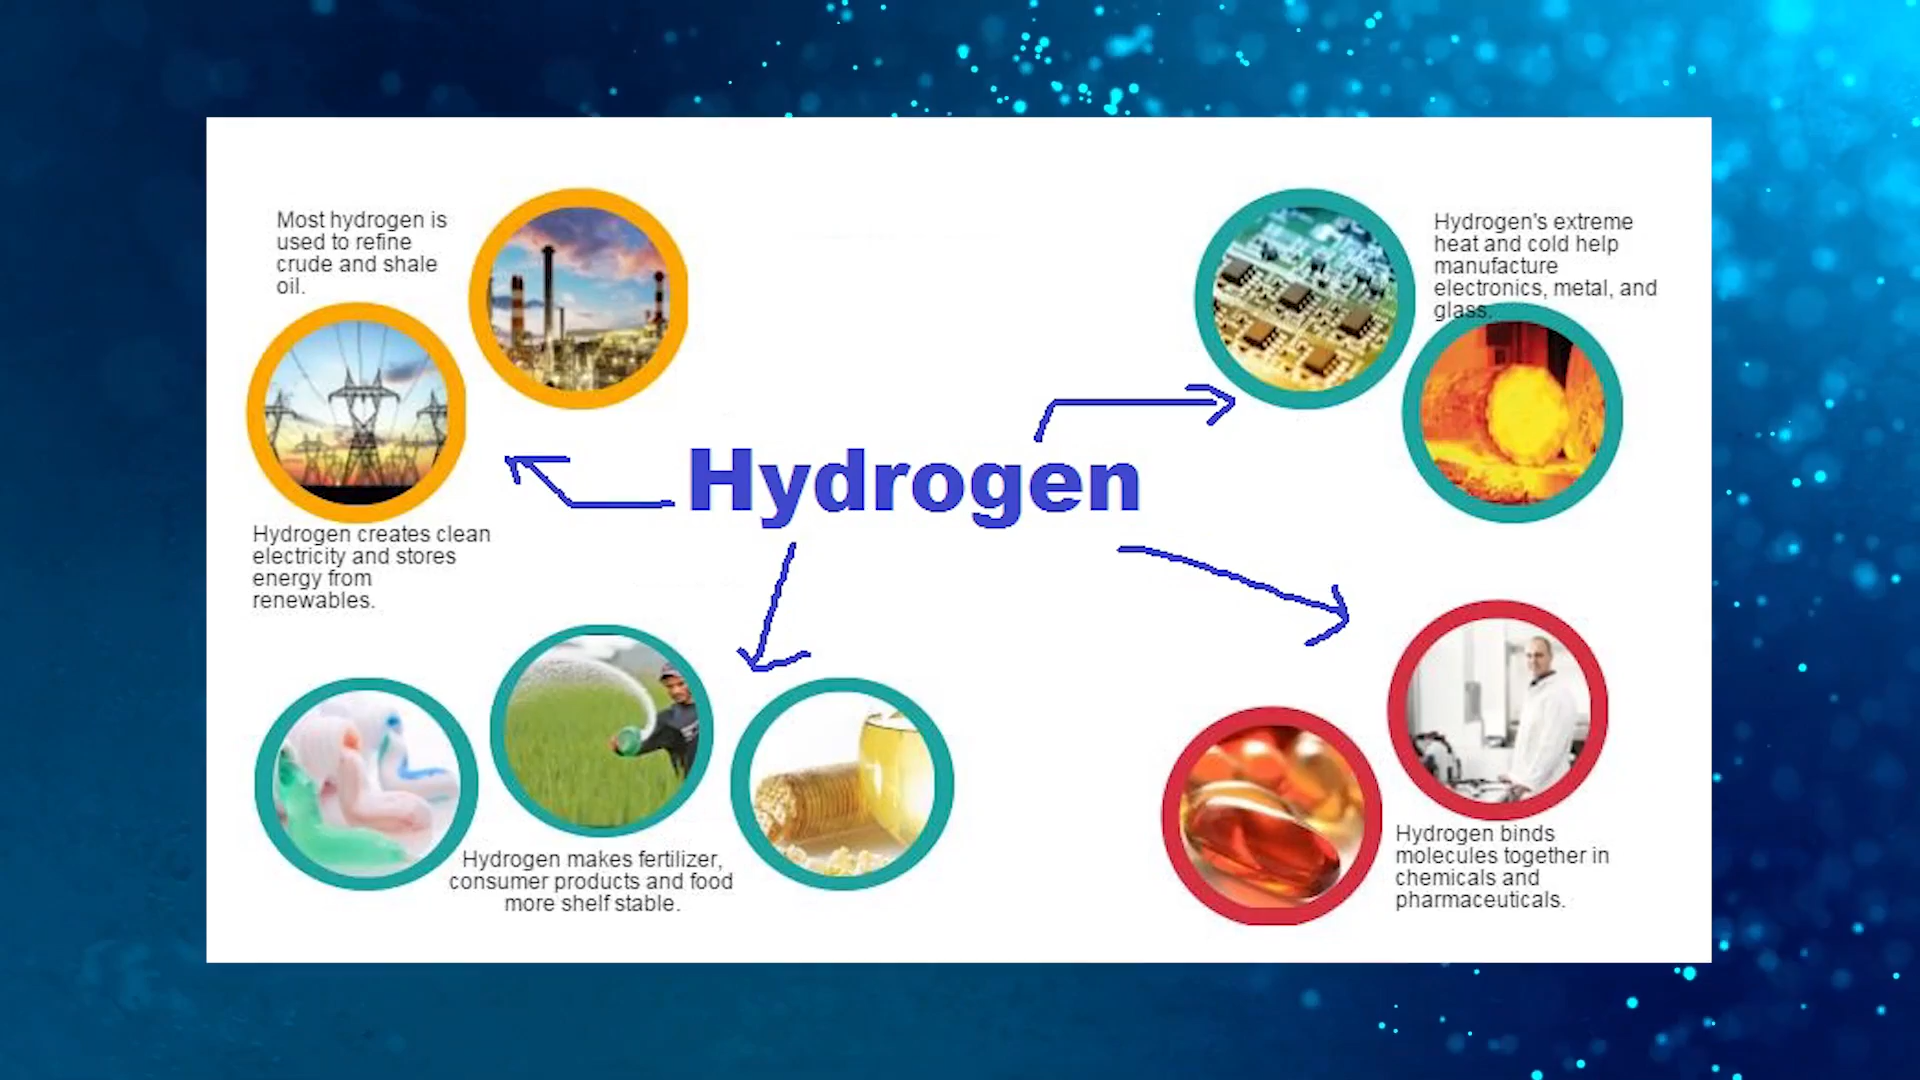 Most hydrogen is
used to refine
crude and shale
oil.
Hydrogen's extreme
heat and cold help
manufacture
electronics, metal, and
glass.
Hydrogen
Hydrogen creates clean
electricity and stores
energy from
renewables.
Hydrogen makes fertilizer,
consumer products and food
more shelf stable.
Hydrogen binds
molecules together in
chemicals and
pharmaceuticals.